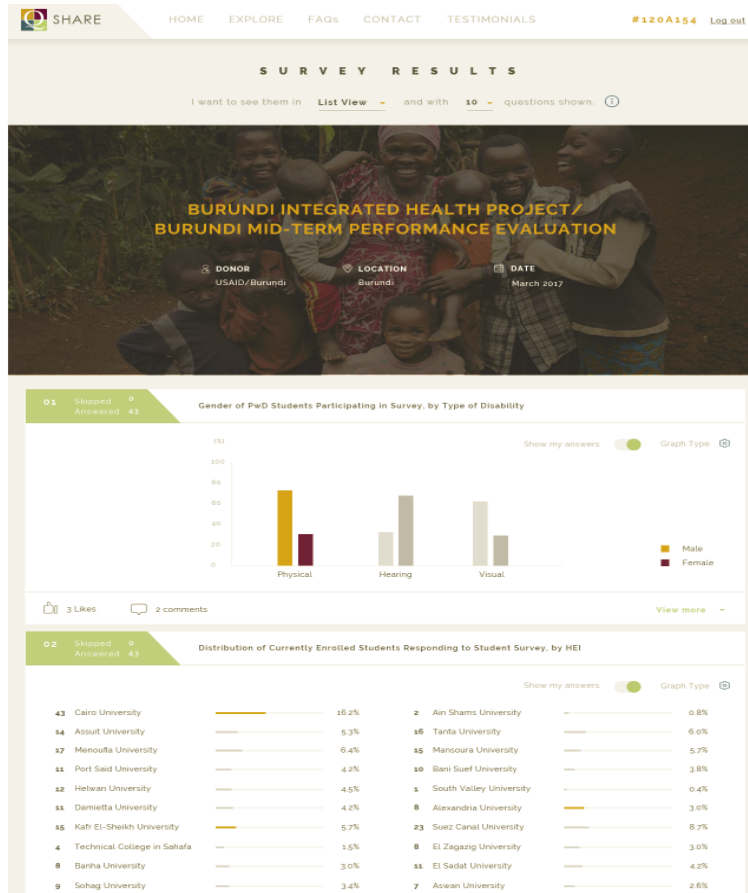 SHARE
HOME EXPLORE FAQs CONTACT TESTIMONIALS
#120A154 Log out
SURVEY RESULTS
I want to see them in List View and with 10 questions shown.
BURUNDI INTEGRATED HEALTH PROJECT/
BURUNDI MID-TERM PERFORMANCE EVALUATION
DONOR LOCATION DATE
USAID/Burundi Burundi March 2017
01 Skipped 0
Answered 43
Gender of PwD Students Participating in Survey, by Type of Disability
(%)
Show my answers Graph Type
100
80
60
40
20
0
Physical Hearing Visual
Male
Female
3 Likes 2 comments View more
02 Skipped 0
Answered 43
Distribution of Currently Enrolled Students Responding to Student Survey, by HEI
Show my answers Graph Type
43 Cairo University 16.2% 2 Ain Shams University 0.8%
14 Assuit University 5.3% 16 Tanta University 6.0%
17 Menoufia University 6.4% 15 Mansoura University 5.7%
11 Port Said University 4.2% 10 Bani Suef University 3.8%
12 Helwan University 4.5% 1 South Valley University 0.4%
11 Damietta University 4.2% 8 Alexandria University 3.0%
15 Kafr El-Sheikh University 5.7% 23 Suez Canal University 8.7%
4 Technical College in Sahafa 1.5% 8 El Zagazig University 3.0%
8 Banha University 3.0% 11 El Sadat University 4.2%
9 Sohag University 3.4% 7 Aswan University 2.6%